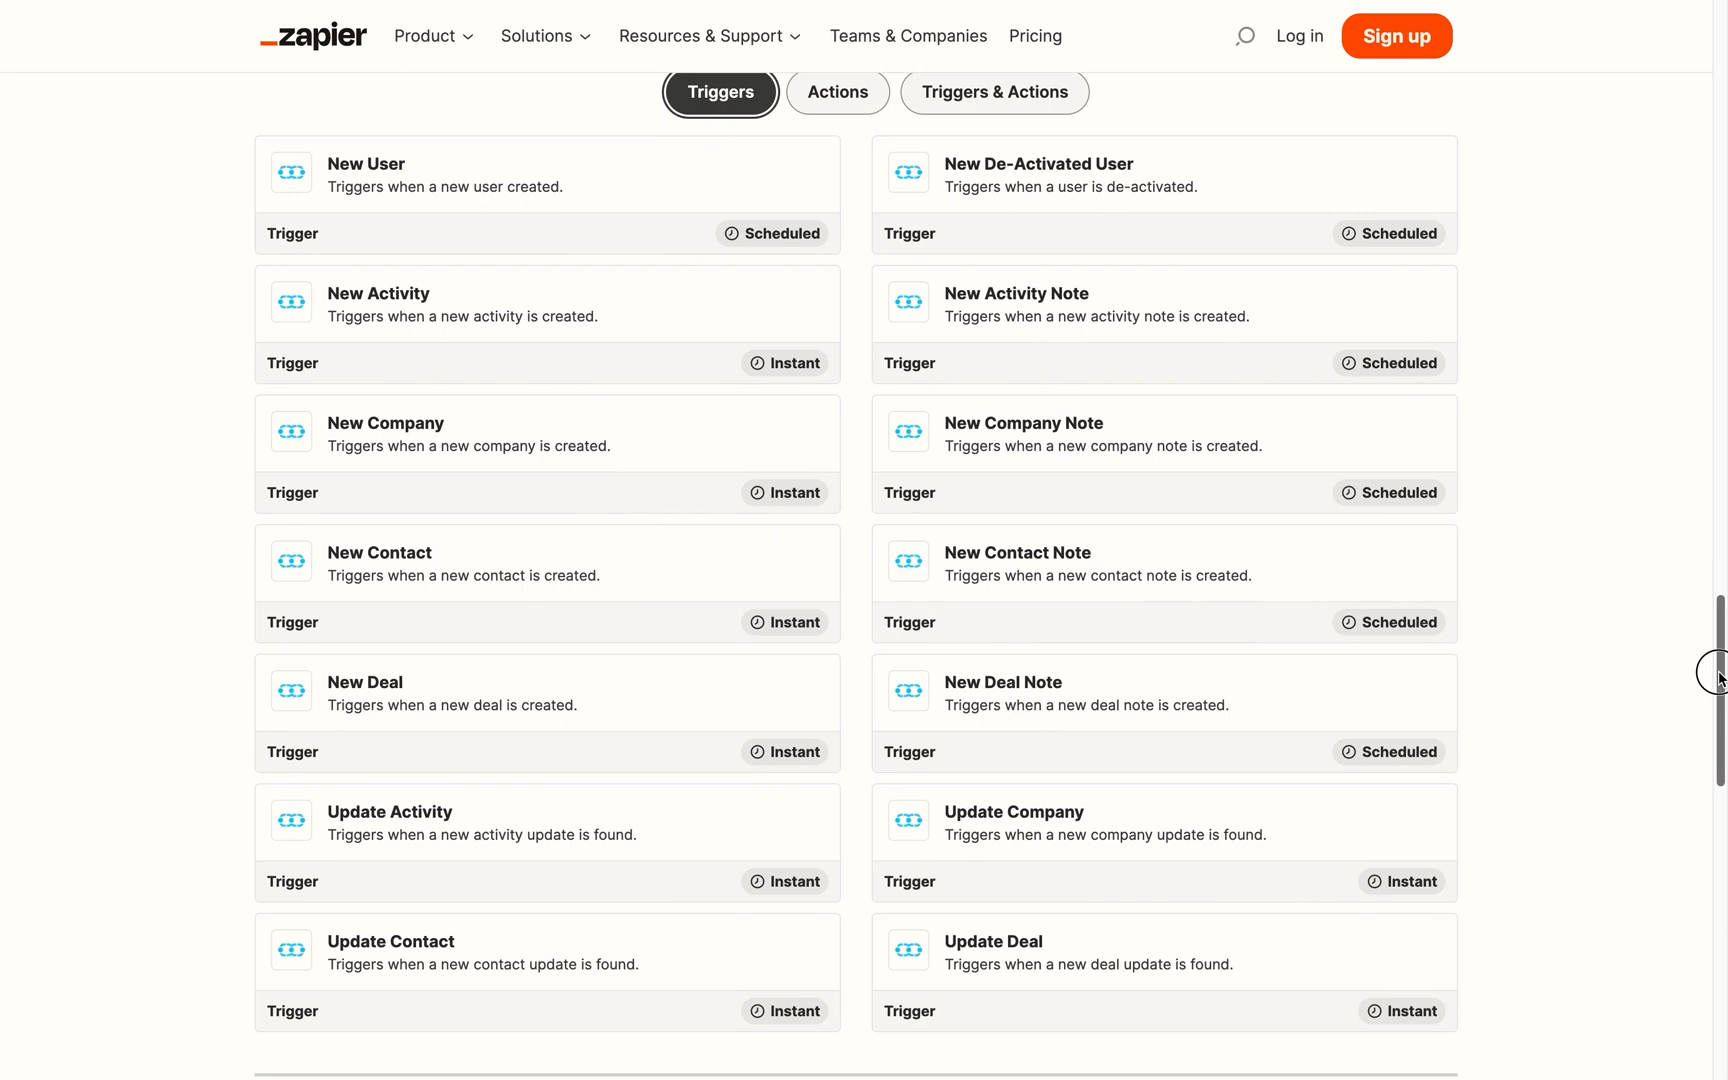 zapier
Product
Solutions
Resources & Support
Teams & Companies
Pricing
Log in
Sign up
Triggers
Actions
Triggers & Actions
New User
Triggers when a new user created.
Trigger
Scheduled
New De-Activated User
Triggers when a user is de-activated.
Trigger
Scheduled
New Activity
Triggers when a new activity is created.
Trigger
Instant
New Activity Note
Triggers when a new activity note is created.
Trigger
Scheduled
New Company
Triggers when a new company is created.
Trigger
Instant
New Company Note
Triggers when a new company note is created.
Trigger
Scheduled
New Contact
Triggers when a new contact is created.
Trigger
Instant
New Contact Note
Triggers when a new contact note is created.
Trigger
Scheduled
New Deal
Triggers when a new deal is created.
Trigger
Instant
New Deal Note
Triggers when a new deal note is created.
Trigger
Scheduled
Update Activity
Triggers when a new activity update is found.
Trigger
Instant
Update Company
Triggers when a new company update is found.
Trigger
Instant
Update Contact
Triggers when a new contact update is found.
Trigger
Instant
Update Deal
Triggers when a new deal update is found.
Trigger
Instant